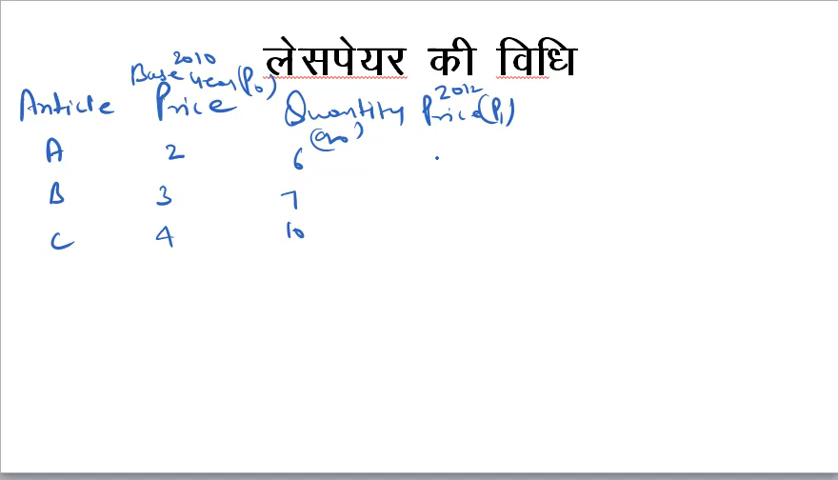 लेसपेयर की विधि
2010
Base year (P₀)
Article Price Quantity (q₀) 2012 Price (P₁)
A 2 6
B 3 7
C 4 10